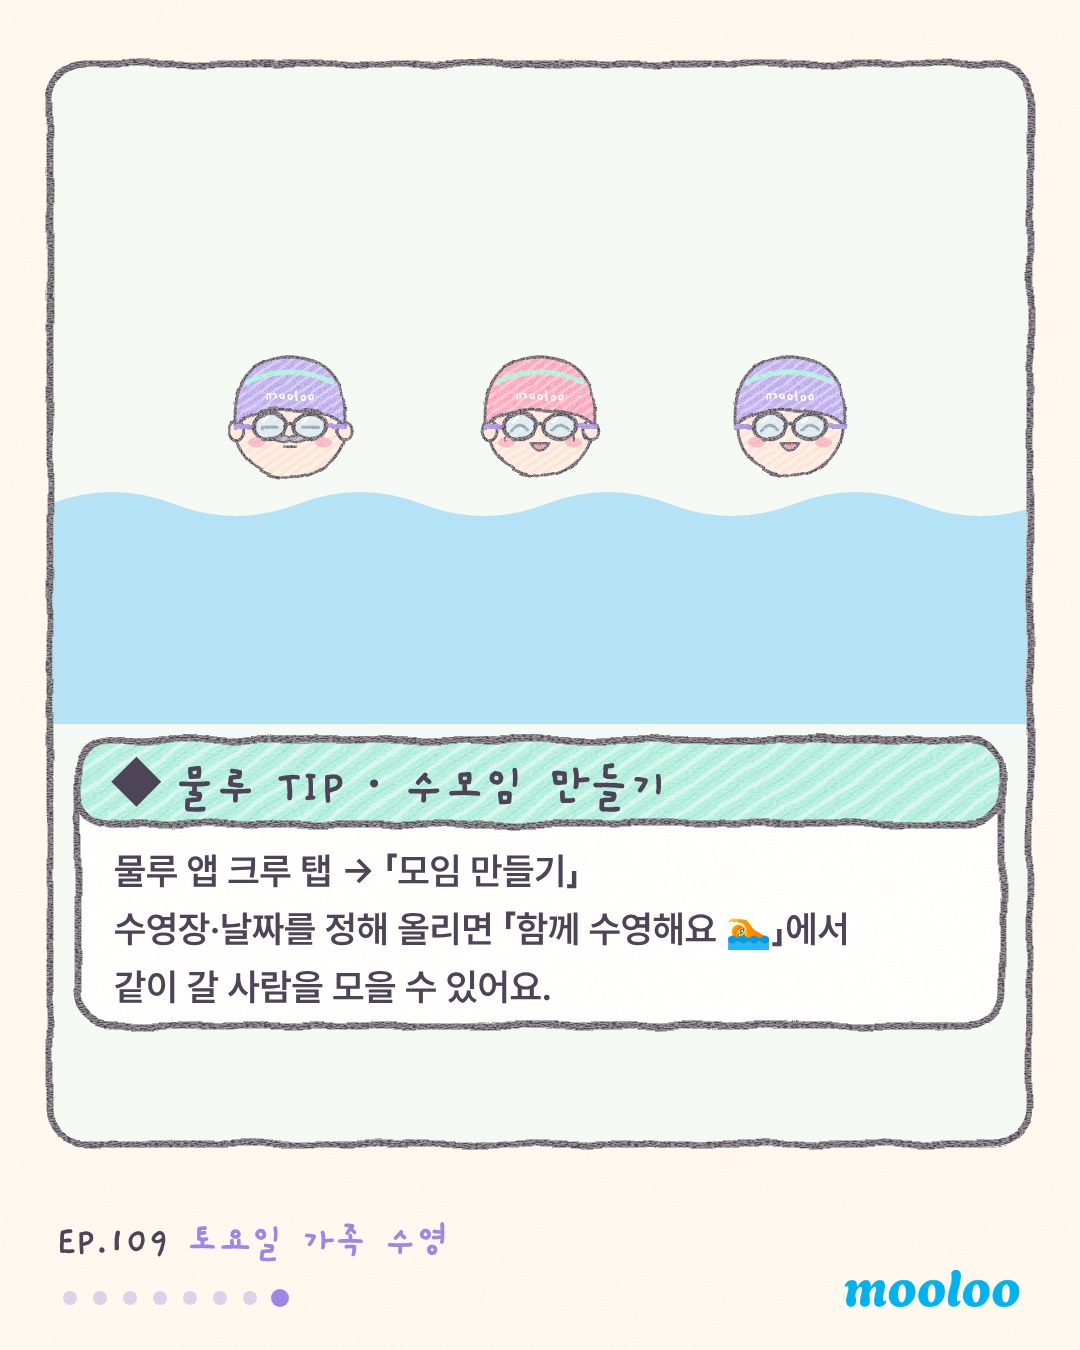 mooloo
mooloo
mooloo
◆ 물루 TIP · 수모임 만들기
물루 앱 크루 탭 → 「모임 만들기」
수영장·날짜를 정해 올리면 「함께 수영해요 🏊」에서
같이 갈 사람을 모을 수 있어요.
EP.109 토요일 가족 수영
mooloo